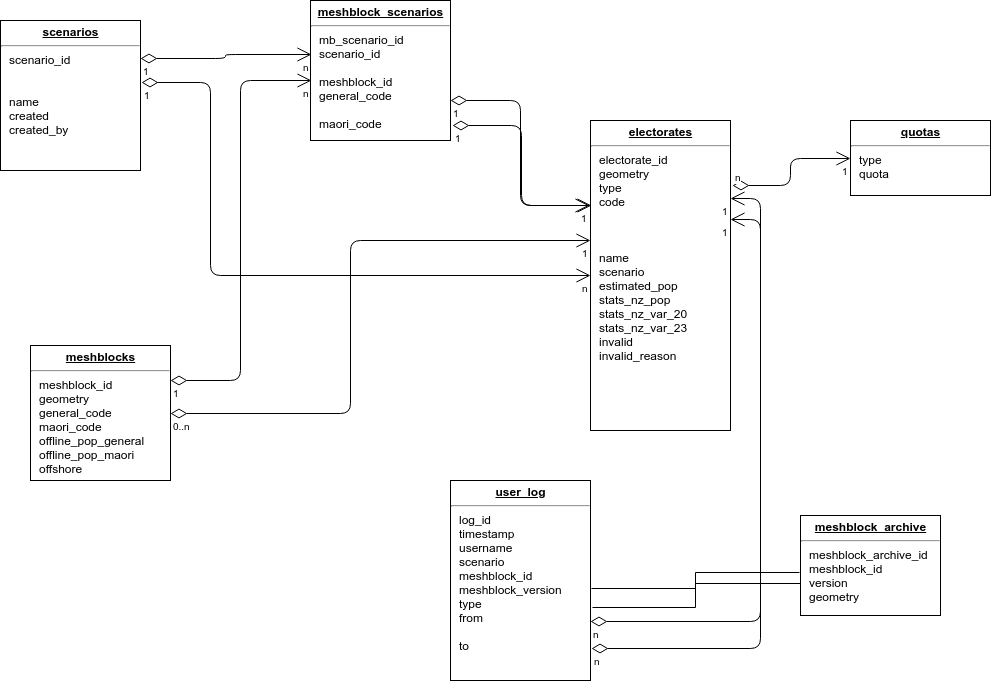 scenarios
scenario_id
name
created
created_by
1
1
meshblock_scenarios
mb_scenario_id
scenario_id
meshblock_id
general_code
maori_code
n
n
1
1
electorates
electorate_id
geometry
type
code
name
scenario
estimated_pop
stats_nz_pop
stats_nz_var_20
stats_nz_var_23
invalid
invalid_reason
1
1
n
n
1
1
quotas
type
quota
1
meshblocks
meshblock_id
geometry
general_code
maori_code
offline_pop_general
offline_pop_maori
offshore
1
0..n
user_log
log_id
timestamp
username
scenario
meshblock_id
meshblock_version
type
from
to
n
n
meshblock_archive
meshblock_archive_id
meshblock_id
version
geometry